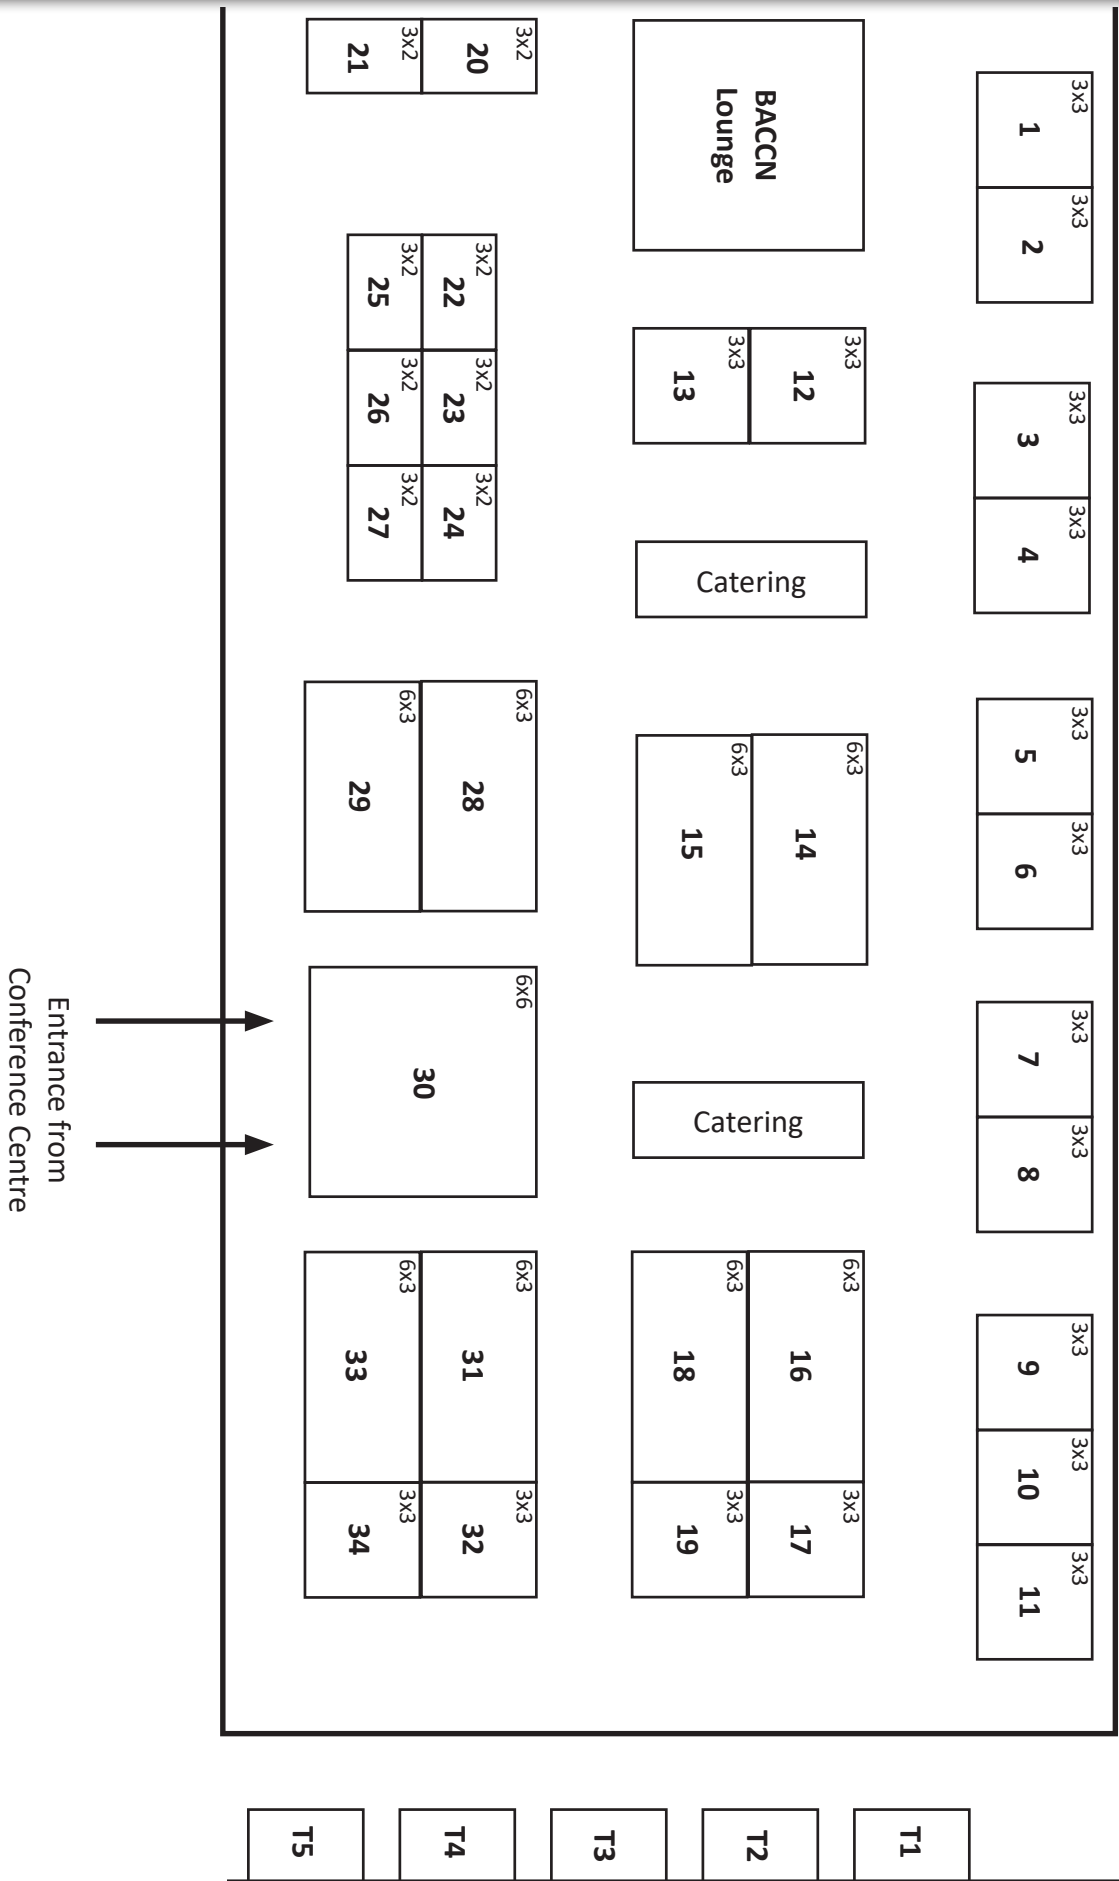 3x3
1
3x3
2
3x3
3
3x3
4
3x3
5
3x3
6
3x3
7
3x3
8
3x3
9
3x3
10
3x3
11
BACCN
Lounge
3x3
12
3x3
13
Catering
6x3
14
6x3
15
Catering
6x3
16
3x3
17
6x3
18
3x3
19
3x2
20
3x2
21
3x2
22
3x2
23
3x2
24
3x2
25
3x2
26
3x2
27
6x3
28
6x3
29
6x6
30
6x3
31
3x3
32
6x3
33
3x3
34
Entrance from
Conference Centre
T1
T2
T3
T4
T5